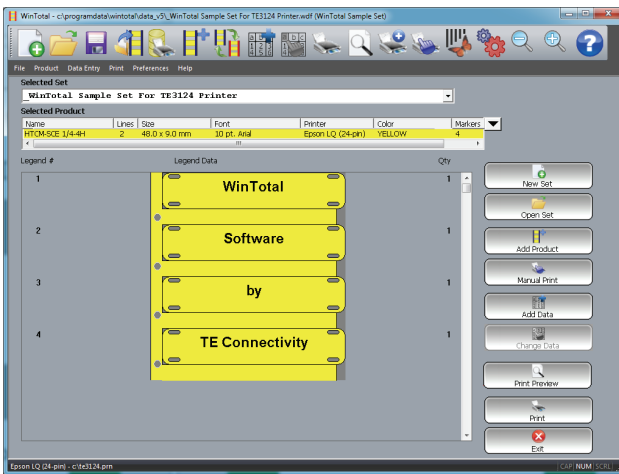 WinTotal - c:\programdata\wintotal\data_v5\_WinTotal Sample Set For TE3124 Printer.wdf (WinTotal Sample Set)
File Product Data Entry Print Preferences Help
Selected Set
_WinTotal Sample Set For TE3124 Printer
Selected Product
Name Lines Size Font Printer Color Markers
HTCM-SCE 1/4-4H 2 48.0 x 9.0 mm 10 pt. Arial Epson LQ (24-pin) YELLOW 4
Legend # Legend Data Qty
1 WinTotal 1
2 Software 1
3 by 1
4 TE Connectivity 1
New Set
Open Set
Add Product
Manual Print
Add Data
Change Data
Print Preview
Print
Exit
Epson LQ (24-pin) - c:\te3124.prn CAP NUM SCRL